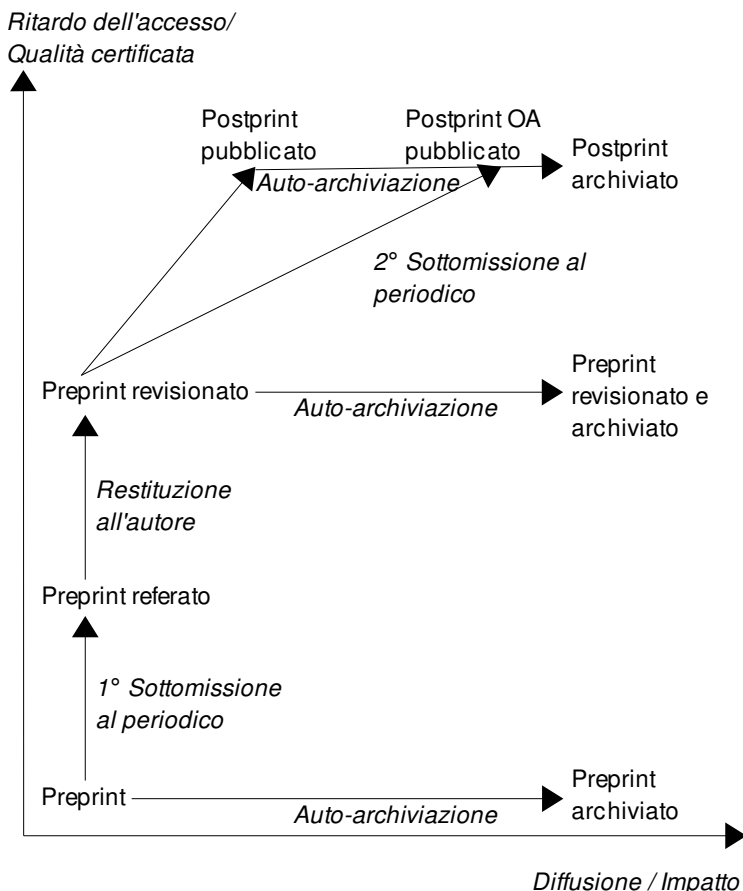 Ritardo dell'accesso/
Qualità certificata
Postprint
pubblicato
Postprint OA
pubblicato
Postprint
archiviato
Auto-archiviazione
2° Sottomissione al
periodico
Preprint revisionato
Auto-archiviazione
Preprint
revisionato e
archiviato
Restituzione
all'autore
Preprint referato
1° Sottomissione
al periodico
Preprint
Auto-archiviazione
Preprint
archiviato
Diffusione / Impatto